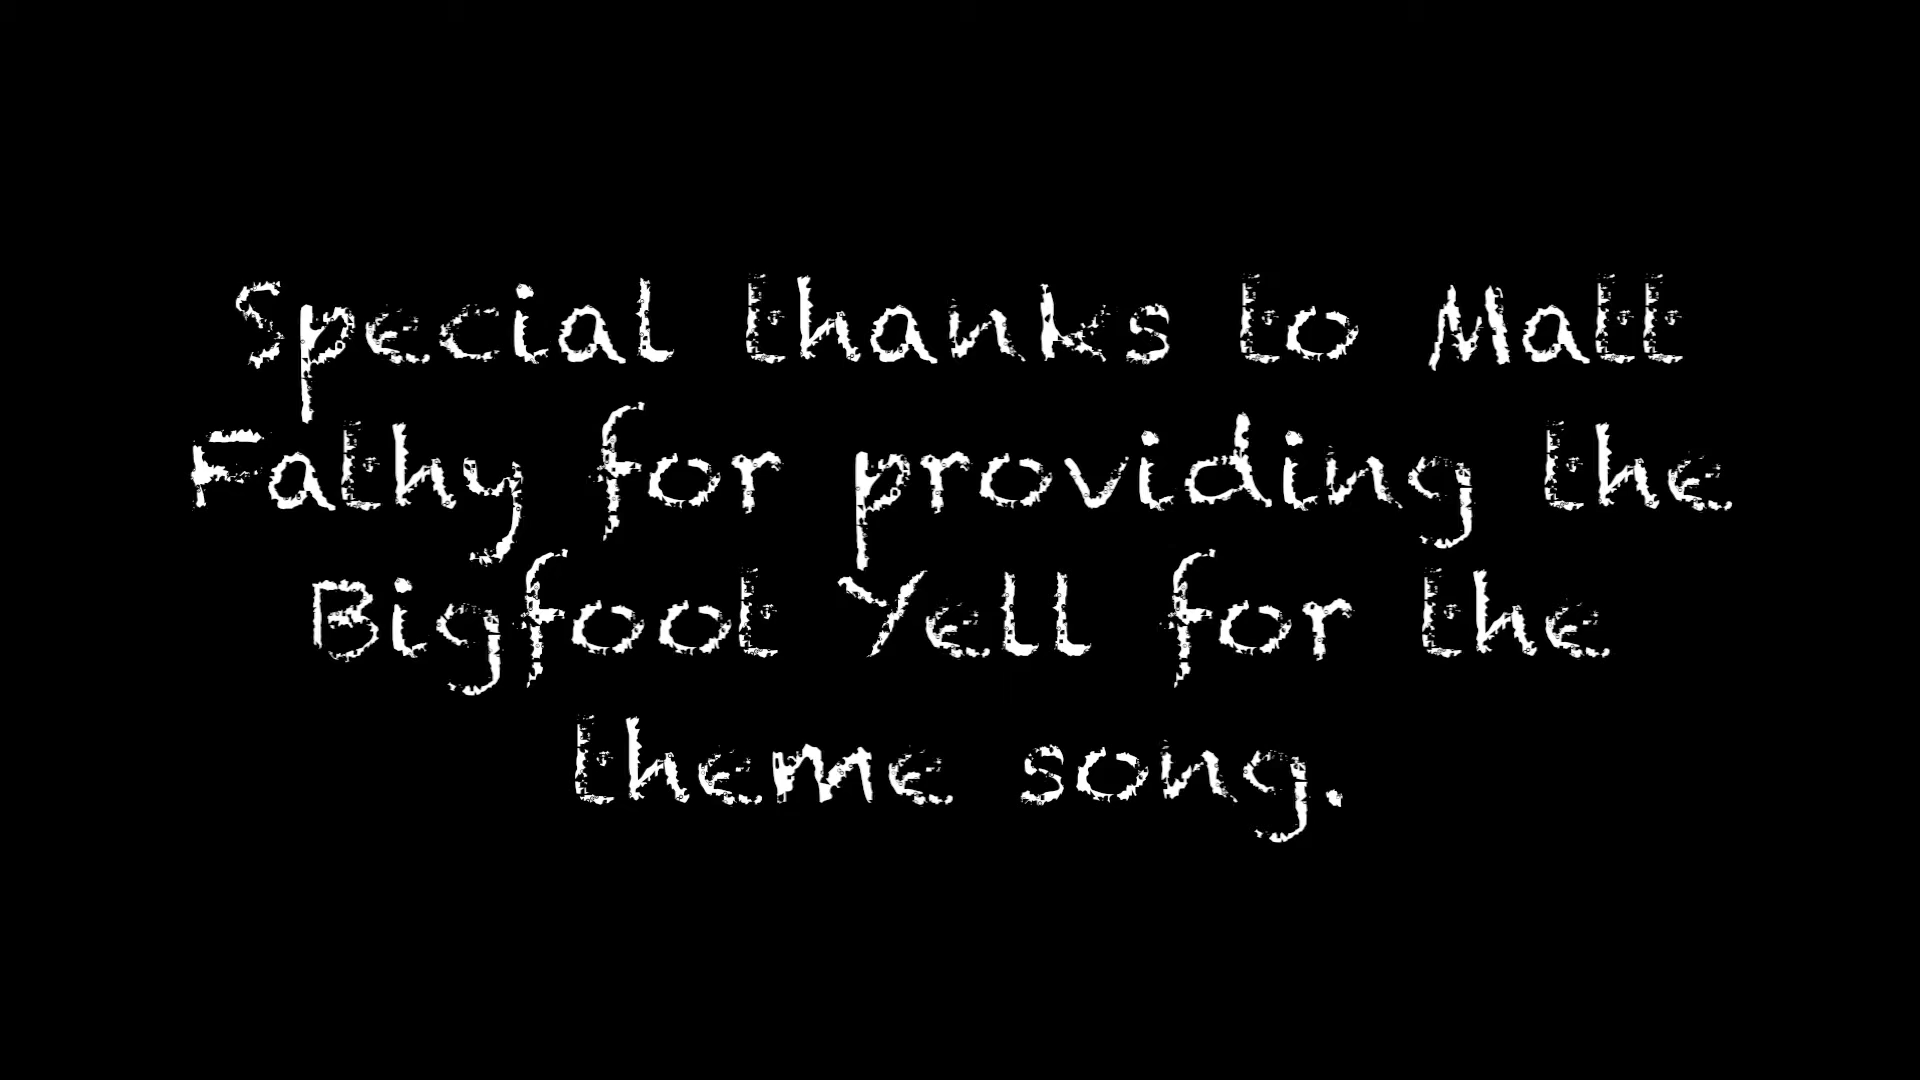 Special thanks to Matt
Fathy for providing the
Bigfoot Yell for the
theme song.